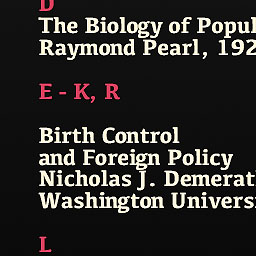 D
The Biology of Popul
Raymond Pearl, 192
E - K, R
Birth Control
and Foreign Policy
Nicholas J. Demerat
Washington Universi
L